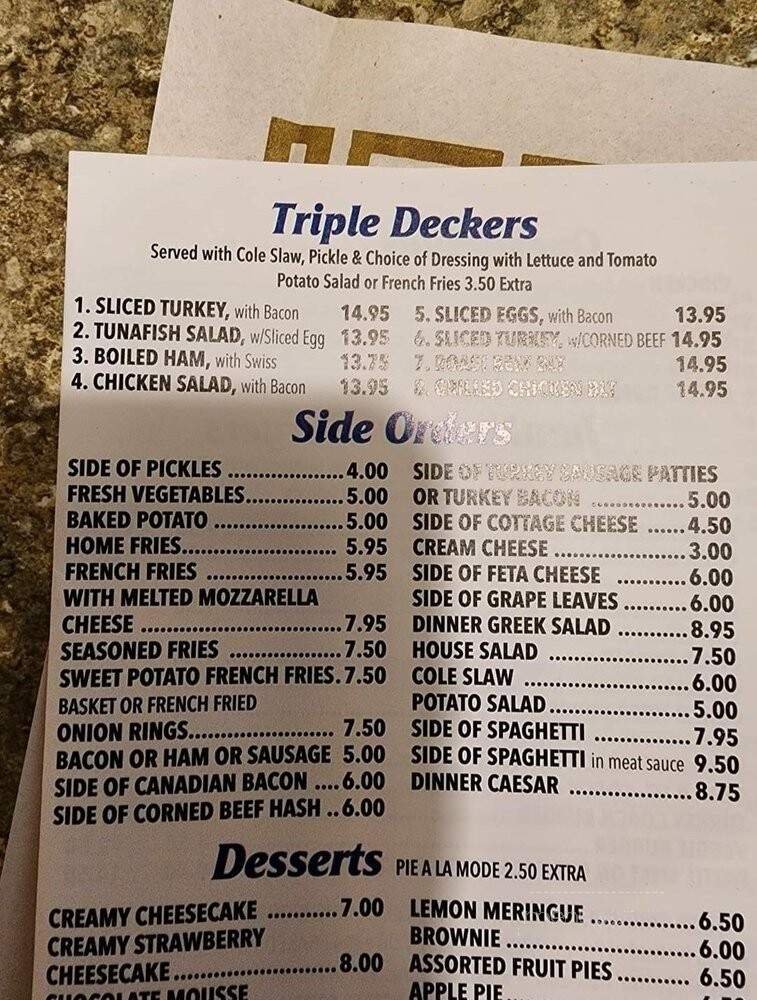 Triple Deckers
Served with Cole Slaw, Pickle & Choice of Dressing with Lettuce and Tomato
Potato Salad or French Fries 3.50 Extra
1. SLICED TURKEY, with Bacon 14.95
2. TUNAFISH SALAD, w/Sliced Egg 13.95
3. BOILED HAM, with Swiss 13.75
4. CHICKEN SALAD, with Bacon 13.95
5. SLICED EGGS, with Bacon 13.95
6. SLICED TURKEY, w/CORNED BEEF 14.95
7. ROAST BEEF BLT 14.95
8. GRILLED CHICKEN BLT 14.95
Side Orders
SIDE OF PICKLES ....................4.00
FRESH VEGETABLES.................5.00
BAKED POTATO ......................5.00
HOME FRIES........................... 5.95
FRENCH FRIES ........................5.95
WITH MELTED MOZZARELLA
CHEESE ...................................7.95
SEASONED FRIES ....................7.50
SWEET POTATO FRENCH FRIES.7.50
BASKET OR FRENCH FRIED
ONION RINGS......................... 7.50
BACON OR HAM OR SAUSAGE 5.00
SIDE OF CANADIAN BACON ....6.00
SIDE OF CORNED BEEF HASH ..6.00
SIDE OF TURKEY SAUSAGE PATTIES
OR TURKEY BACON ................5.00
SIDE OF COTTAGE CHEESE ......4.50
CREAM CHEESE .......................3.00
SIDE OF FETA CHEESE ............6.00
SIDE OF GRAPE LEAVES ...........6.00
DINNER GREEK SALAD ............8.95
HOUSE SALAD ........................7.50
COLE SLAW ............................6.00
POTATO SALAD........................5.00
SIDE OF SPAGHETTI ................7.95
SIDE OF SPAGHETTI in meat sauce 9.50
DINNER CAESAR .....................8.75
Desserts PIE A LA MODE 2.50 EXTRA
CREAMY CHEESECAKE ............7.00
CREAMY STRAWBERRY
CHEESECAKE............................8.00
CHOCOLATE MOUSSE
LEMON MERINGUE ..................6.50
BROWNIE ................................6.00
ASSORTED FRUIT PIES ............ 6.50
APPLE PIE